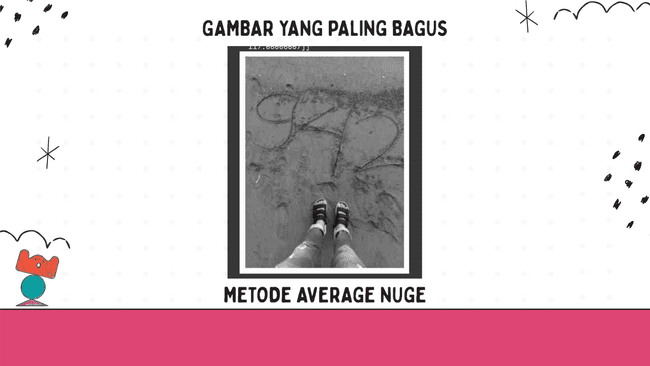 GAMBAR YANG PALING BAGUS
METODE AVERAGE NUGE